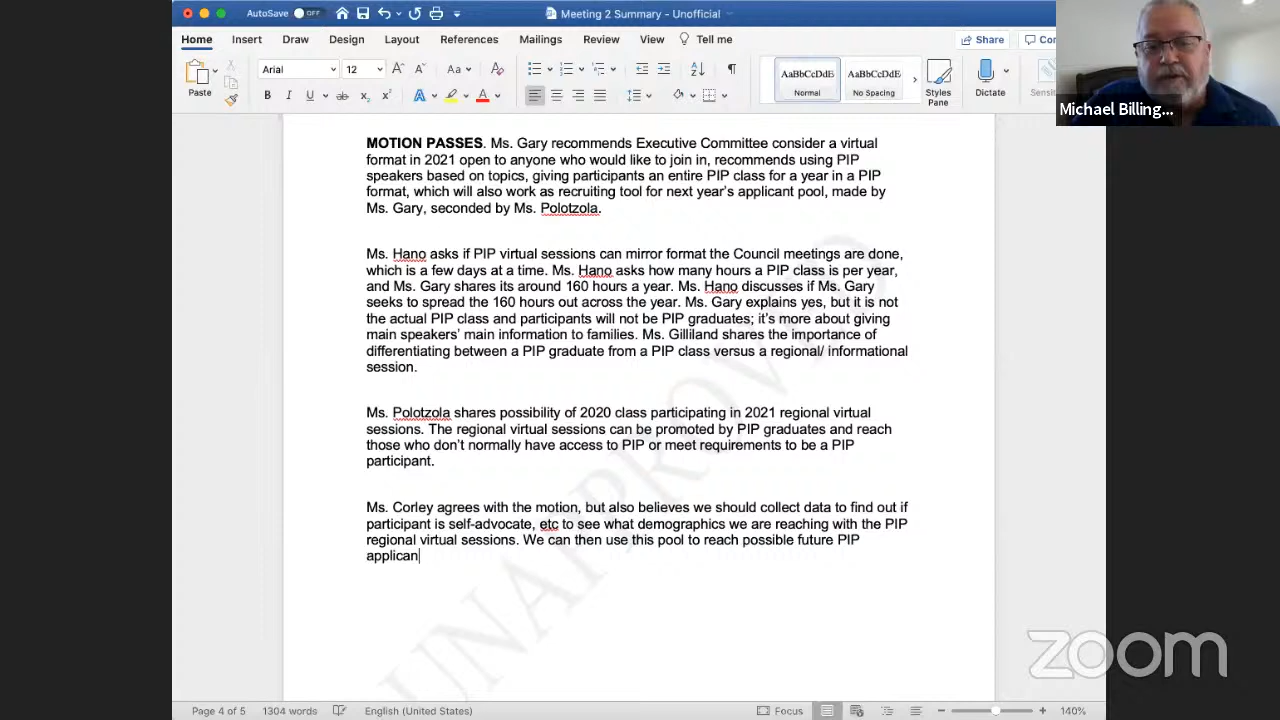 AutoSave OFF Meeting 2 Summary - Unofficial
Home Insert Draw Design Layout References Mailings Review View Tell me Share
Paste Arial 12 Aa AaBbCcDdE Normal AaBbCcDdE No Spacing Styles Pane Dictate
Michael Billing...
MOTION PASSES. Ms. Gary recommends Executive Committee consider a virtual
format in 2021 open to anyone who would like to join in, recommends using PIP
speakers based on topics, giving participants an entire PIP class for a year in a PIP
format, which will also work as recruiting tool for next year's applicant pool, made by
Ms. Gary, seconded by Ms. Polotzola.
Ms. Hano asks if PIP virtual sessions can mirror format the Council meetings are done,
which is a few days at a time. Ms. Hano asks how many hours a PIP class is per year,
and Ms. Gary shares its around 160 hours a year. Ms. Hano discusses if Ms. Gary
seeks to spread the 160 hours out across the year. Ms. Gary explains yes, but it is not
the actual PIP class and participants will not be PIP graduates; it's more about giving
main speakers' main information to families. Ms. Gilliland shares the importance of
differentiating between a PIP graduate from a PIP class versus a regional/ informational
session.
Ms. Polotzola shares possibility of 2020 class participating in 2021 regional virtual
sessions. The regional virtual sessions can be promoted by PIP graduates and reach
those who don't normally have access to PIP or meet requirements to be a PIP
participant.
Ms. Corley agrees with the motion, but also believes we should collect data to find out if
participant is self-advocate, etc to see what demographics we are reaching with the PIP
regional virtual sessions. We can then use this pool to reach possible future PIP
applican
UNAPPROVED
zoom
Page 4 of 5 1304 words English (United States) Focus 140%